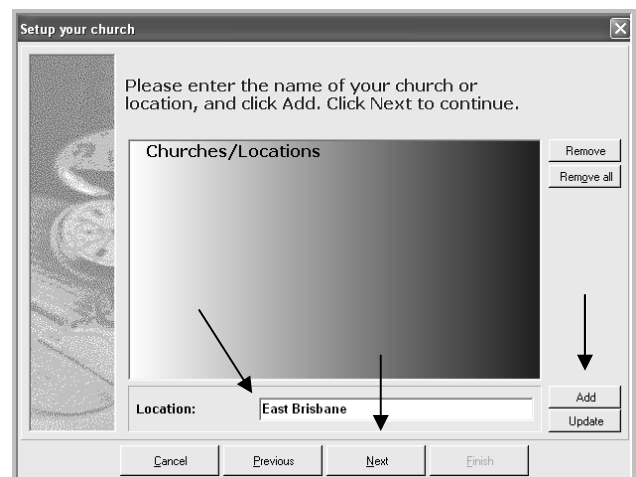 Setup your church
Please enter the name of your church or
location, and click Add. Click Next to continue.
Churches/Locations
Remove
Remove all
Location:
East Brisbane
Add
Update
Cancel
Previous
Next
Finish